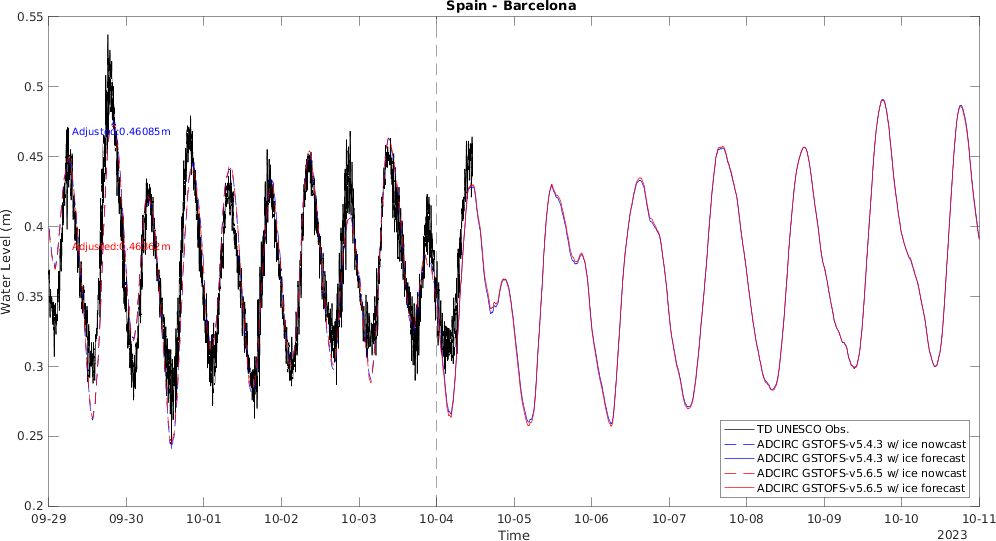 Spain - Barcelona
0.55
0.5
0.45
0.4
0.35
0.3
0.25
0.2
Water Level (m)
Adjusted:0.46085m
TD UNESCO Obs.
ADCIRC GSTOFS-v5.4.3 w/ ice nowcast
ADCIRC GSTOFS-v5.4.3 w/ ice forecast
ADCIRC GSTOFS-v5.6.5 w/ ice nowcast
ADCIRC GSTOFS-v5.6.5 w/ ice forecast
09-29 09-30 10-01 10-02 10-03 10-04 10-05 10-06 10-07 10-08 10-09 10-10 10-11
Time
2023